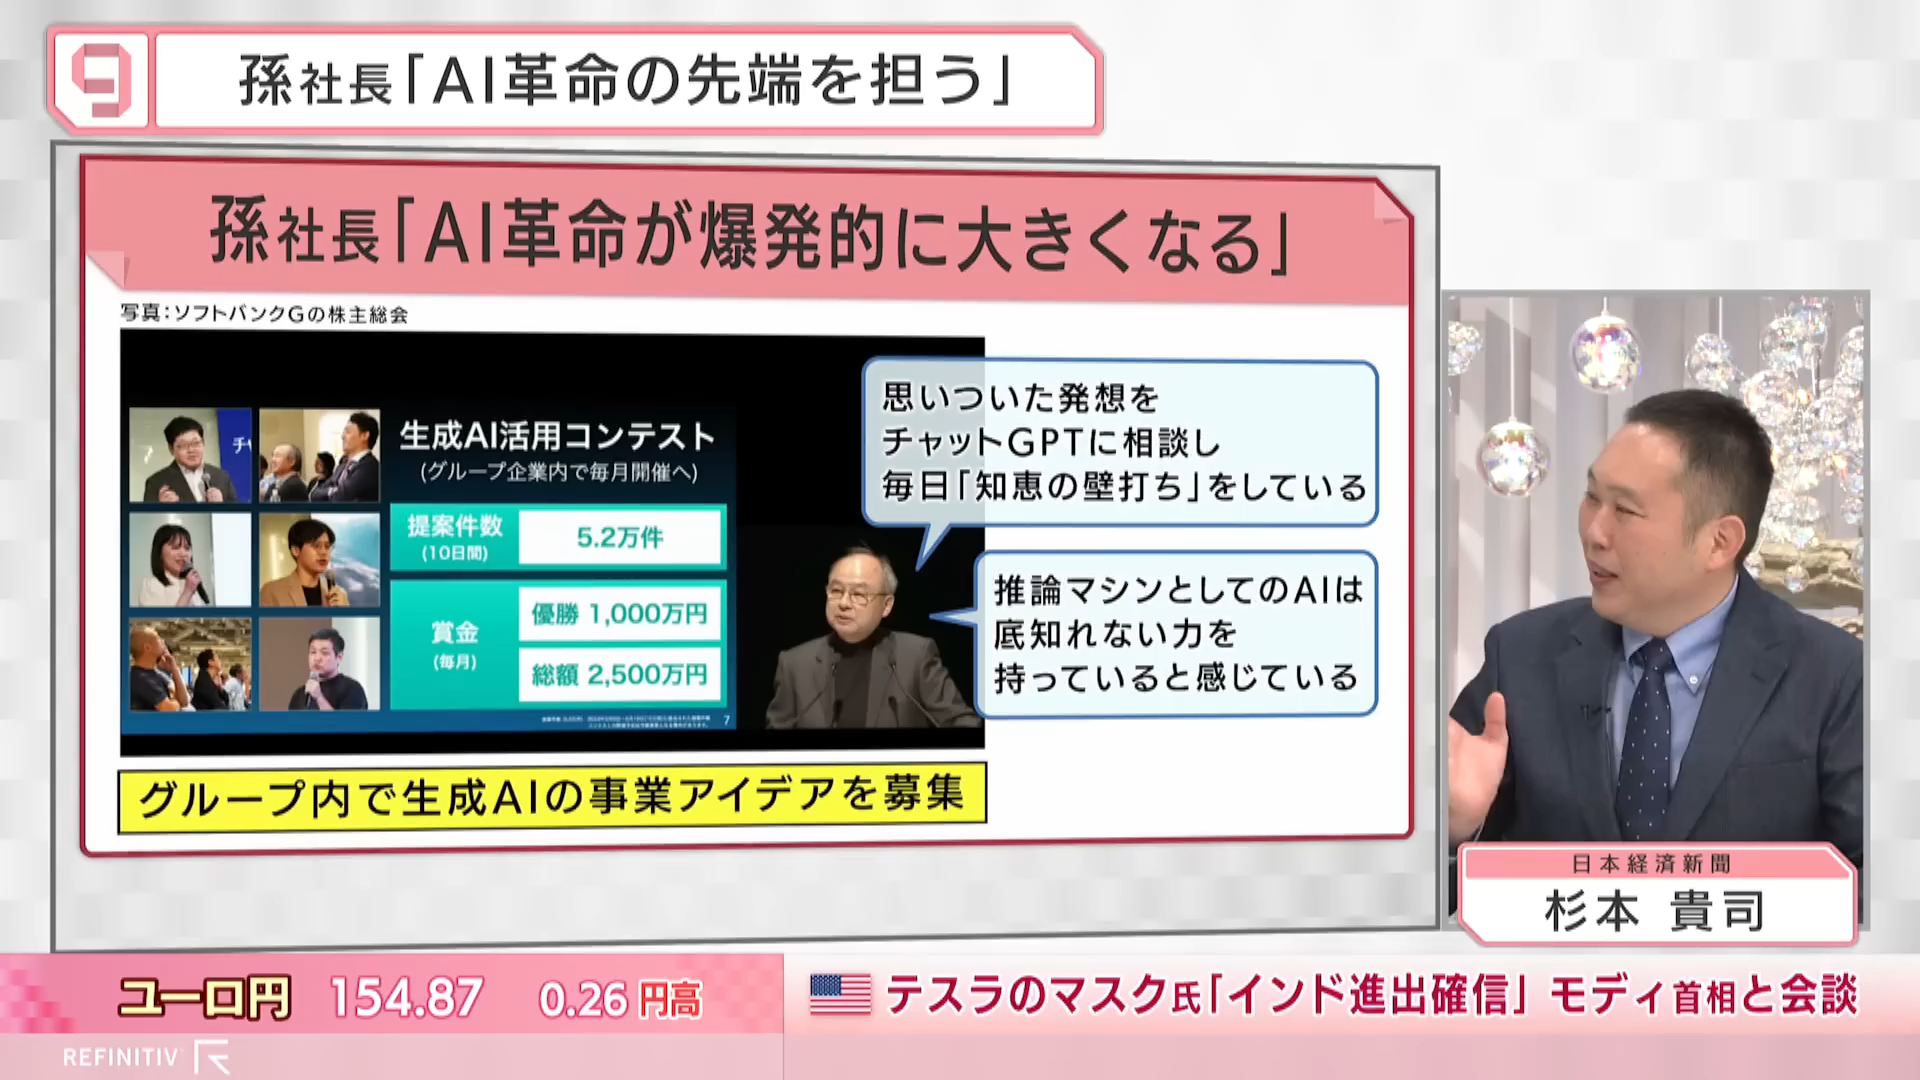 9
孫社長「AI革命の先端を担う」
孫社長「AI革命が爆発的に大きくなる」
写真：ソフトバンクGの株主総会
チャ
生成AI活用コンテスト
(グループ企業内で毎月開催へ)
提案件数
(10日間)
5.2万件
賞金
(毎月)
優勝 1,000万円
総額 2,500万円
7
思いついた発想を
チャットGPTに相談し
毎日「知恵の壁打ち」をしている
推論マシンとしてのAIは
底知れない力を
持っていると感じている
グループ内で生成AIの事業アイデアを募集
日本経済新聞
杉本 貴司
ユーロ円 154.87 0.26 円高
テスラのマスク氏「インド進出確信」 モディ首相と会談
REFINITIV